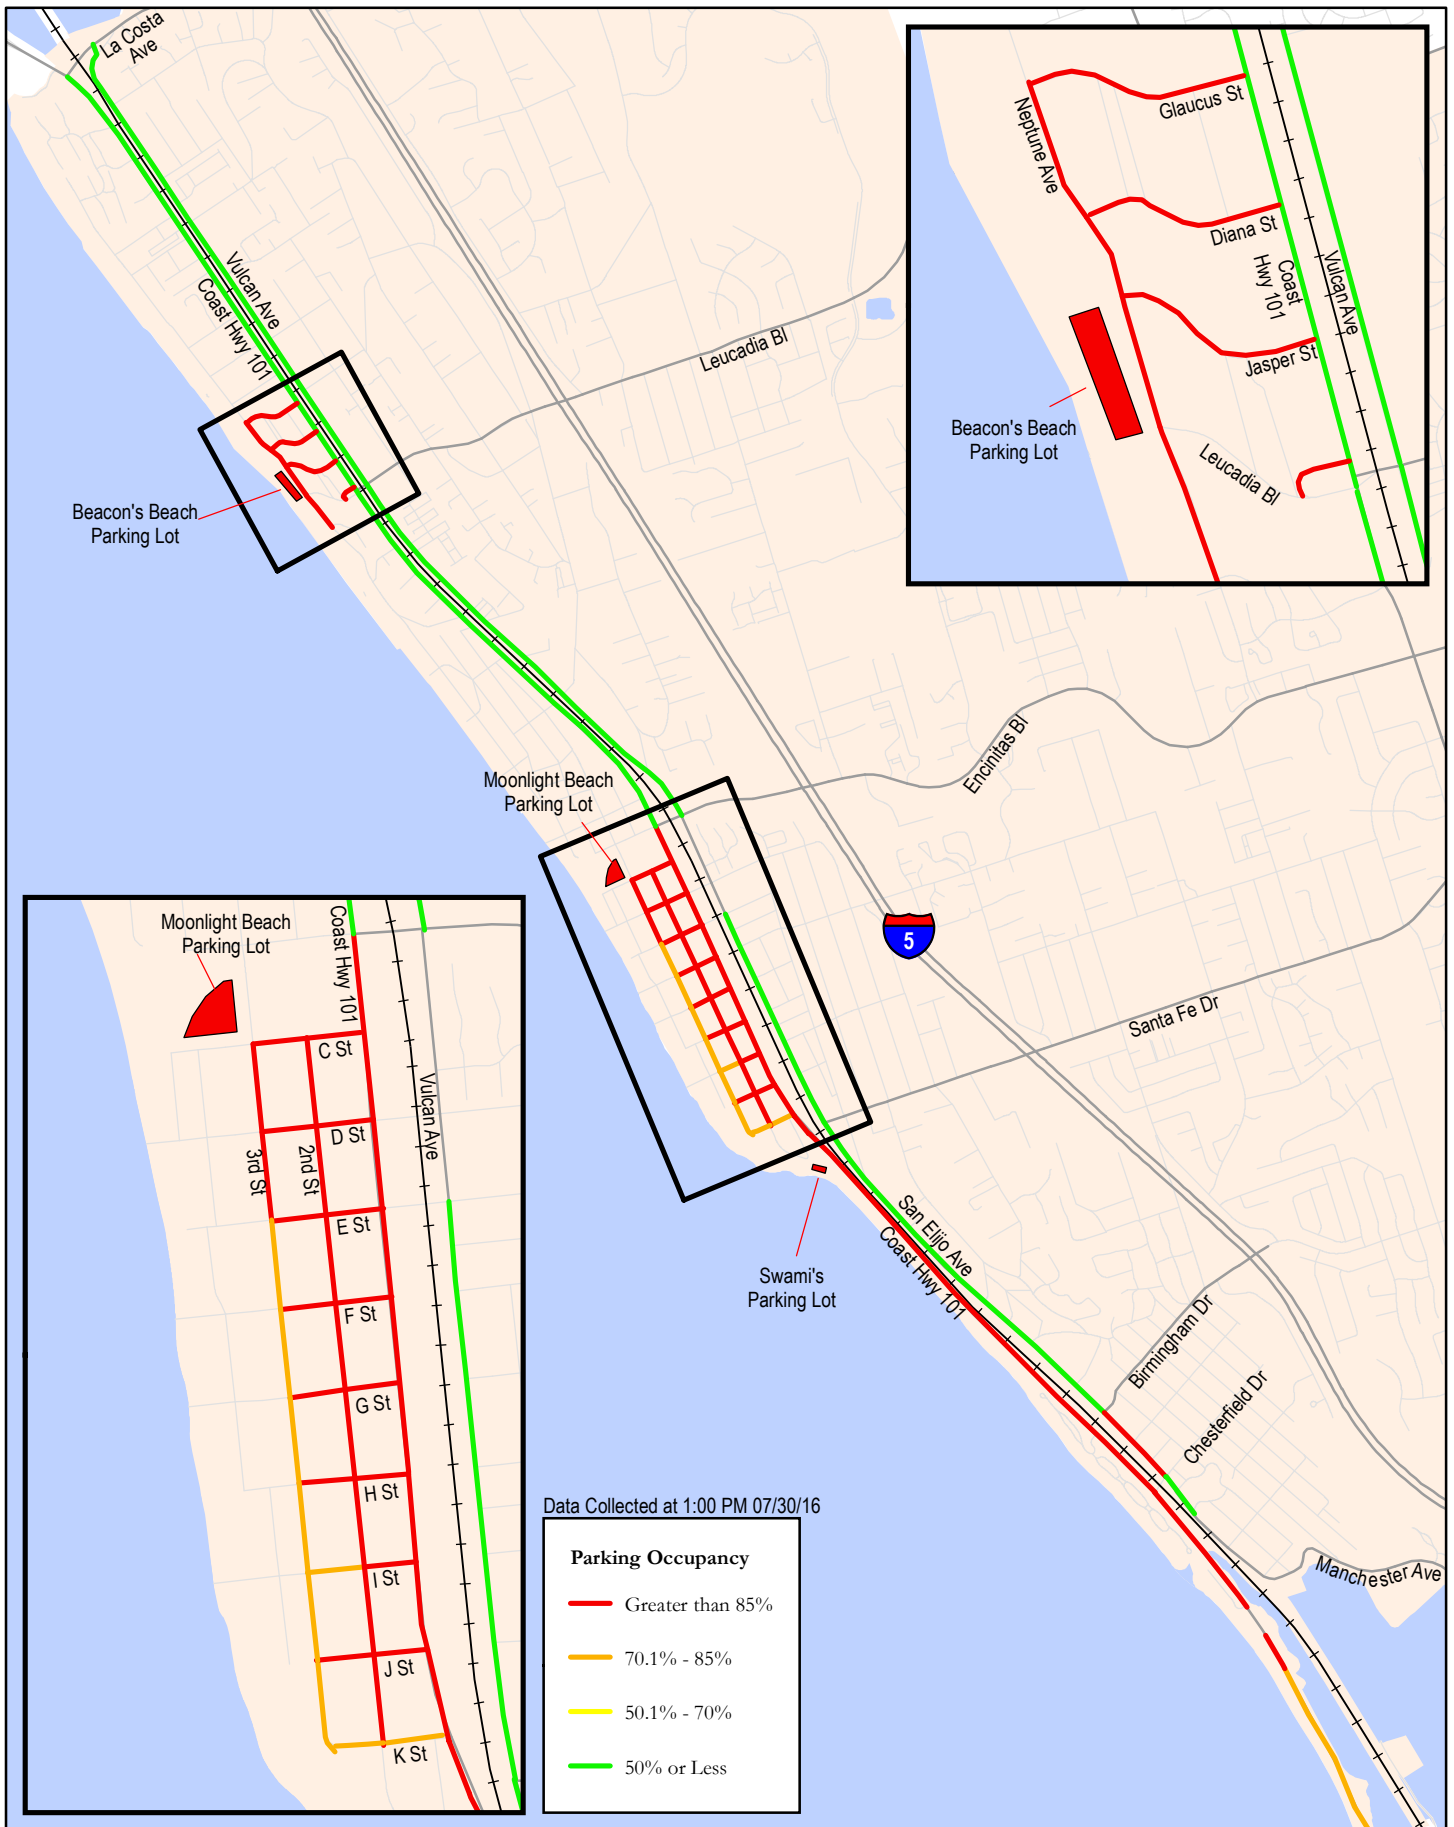 La Costa
Ave
Vulcan Ave
Coast Hwy 101
Leucadia Bl
Beacon's Beach
Parking Lot
Glaucus St
Neptune Ave
Diana St
Coast
Hwy 101
Vulcan Ave
Jasper St
Beacon's Beach
Parking Lot
Leucadia Bl
Encinitas Bl
Moonlight Beach
Parking Lot
5
Santa Fe Dr
Moonlight Beach
Parking Lot
Coast Hwy 101
C St
Vulcan Ave
D St
3rd St
2nd St
E St
F St
G St
H St
I St
J St
K St
San Elijo Ave
Coast Hwy 101
Swami's
Parking Lot
Birmingham Dr
Chesterfield Dr
Manchester Ave
Data Collected at 1:00 PM 07/30/16
Parking Occupancy
Greater than 85%
70.1% - 85%
50.1% - 70%
50% or Less